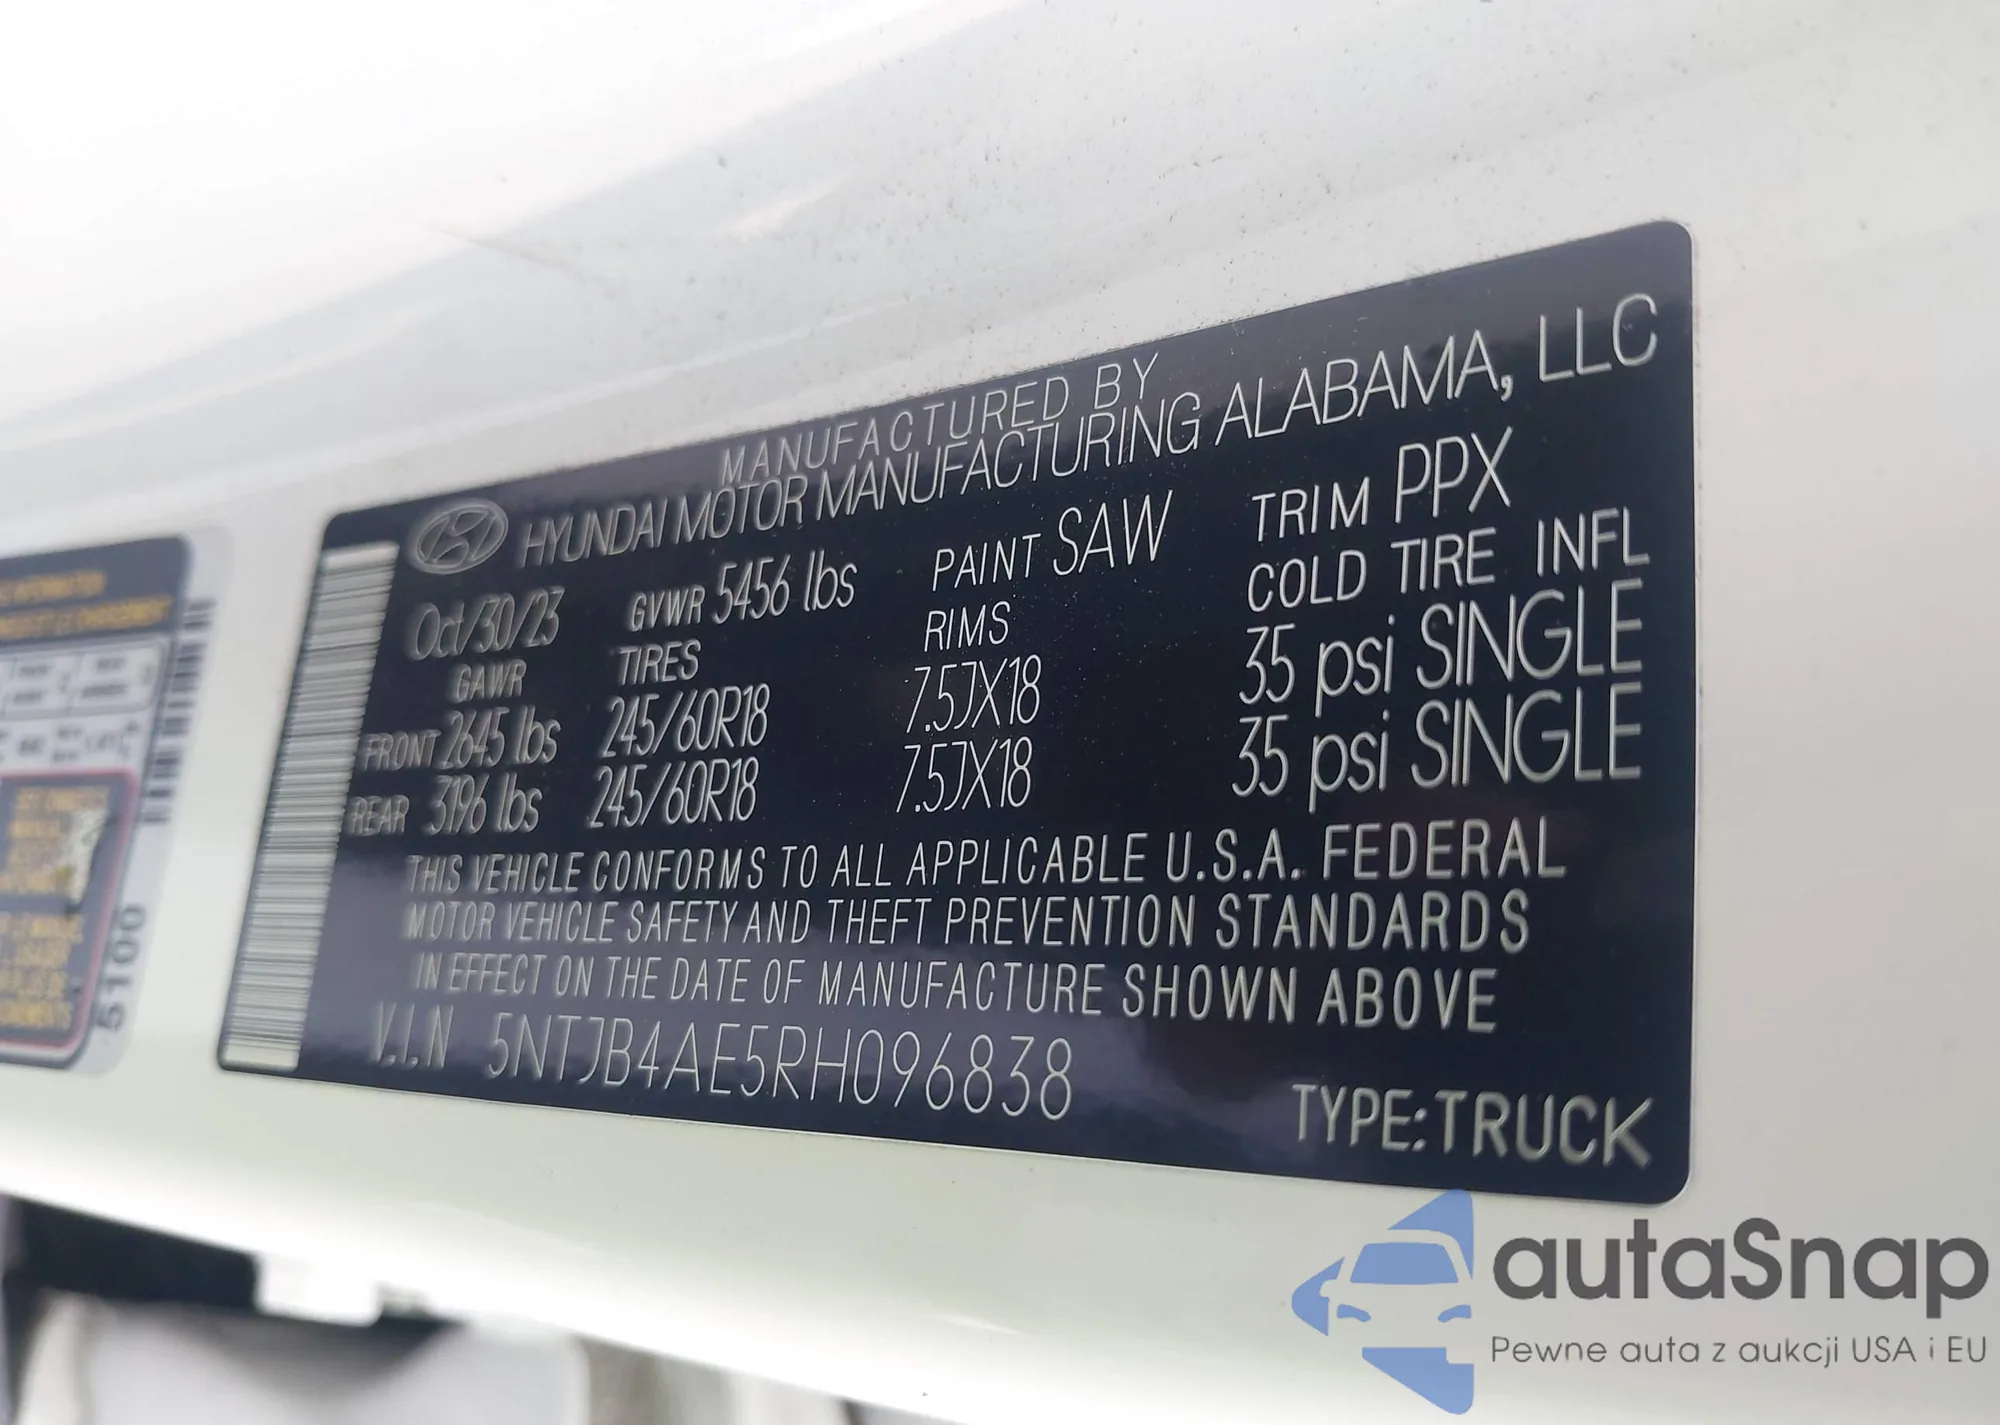 MANUFACTURED BY
HYUNDAI MOTOR MANUFACTURING ALABAMA, LLC
Oct/30/23 GVWR 5456 lbs PAINT SAW TRIM PPX
GAWR TIRES RIMS COLD TIRE INFL
FRONT 2645 lbs 245/60R18 7.5JX18 35 psi SINGLE
REAR 3196 lbs 245/60R18 7.5JX18 35 psi SINGLE
THIS VEHICLE CONFORMS TO ALL APPLICABLE U.S.A. FEDERAL
MOTOR VEHICLE SAFETY AND THEFT PREVENTION STANDARDS
IN EFFECT ON THE DATE OF MANUFACTURE SHOWN ABOVE
V.I.N 5NTJB4AE5RH096838
TYPE:TRUCK
5100
autaSnap
Pewne auta z aukcji USA i EU